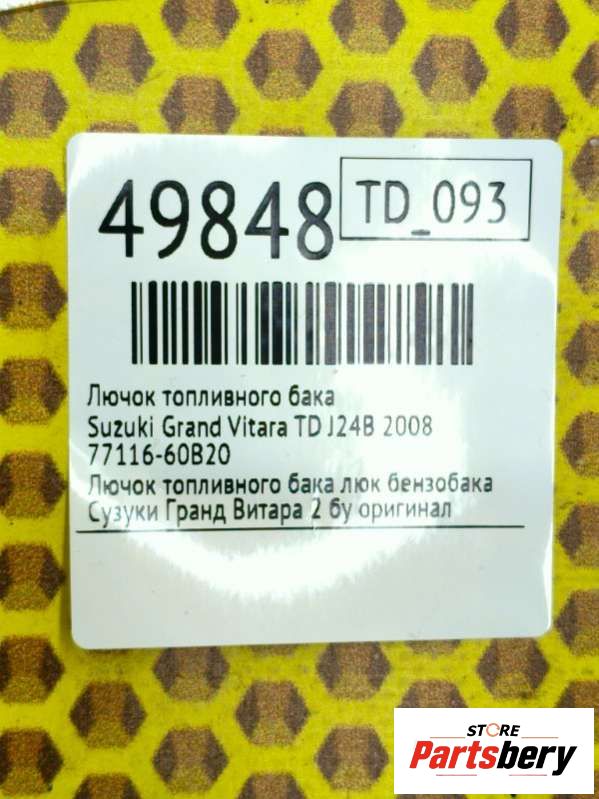 49848
TD_093
Лючок топливного бака
Suzuki Grand Vitara TD J24B 2008
77116-60B20
Лючок топливного бака люк бензобака
Сузуки Гранд Витара 2 бу оригинал
STORE
Partsbery